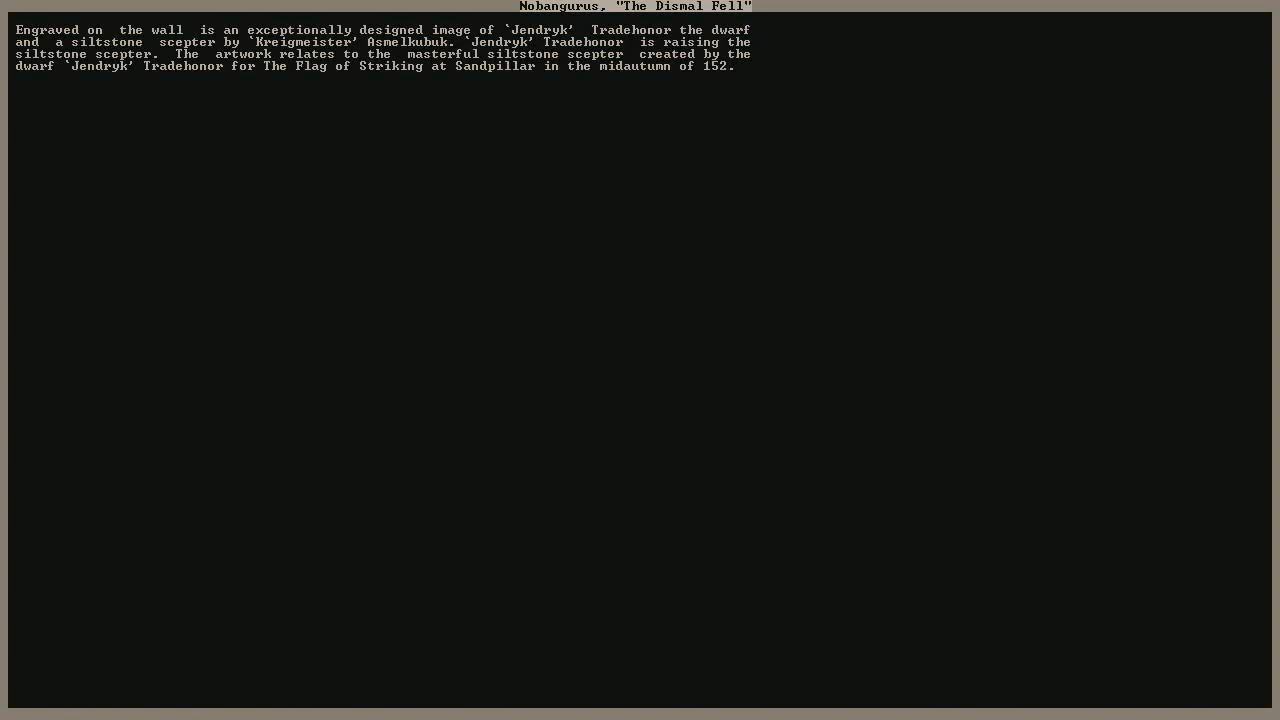 Nobangurus, "The Dismal Fell"
Engraved on the wall is an exceptionally designed image of `Jendryk' Tradehonor the dwarf
and a siltstone scepter by `Kreigmeister' Asmelkubuk. `Jendryk' Tradehonor is raising the
siltstone scepter. The artwork relates to the masterful siltstone scepter created by the
dwarf `Jendryk' Tradehonor for The Flag of Striking at Sandpillar in the midautumn of 152.